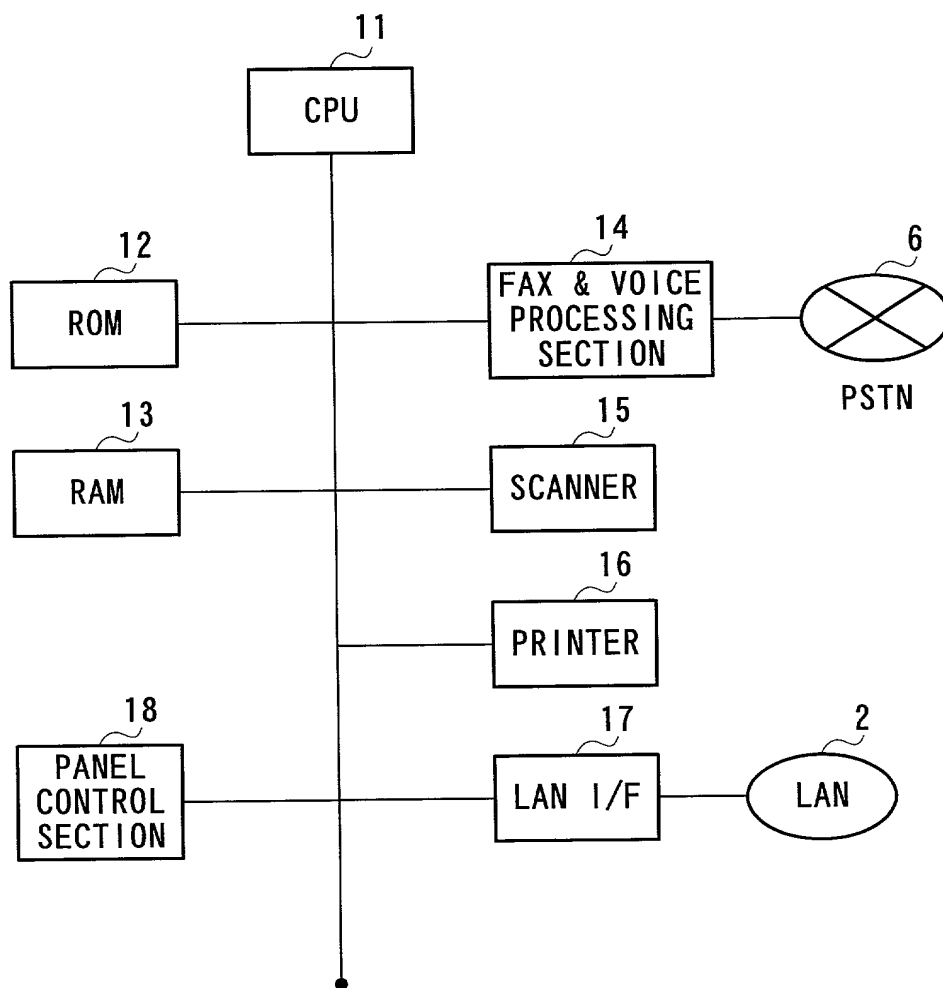 11
CPU
12
ROM
14
FAX & VOICE
PROCESSING
SECTION
6
PSTN
13
RAM
15
SCANNER
16
PRINTER
18
PANEL
CONTROL
SECTION
17
LAN I/F
2
LAN